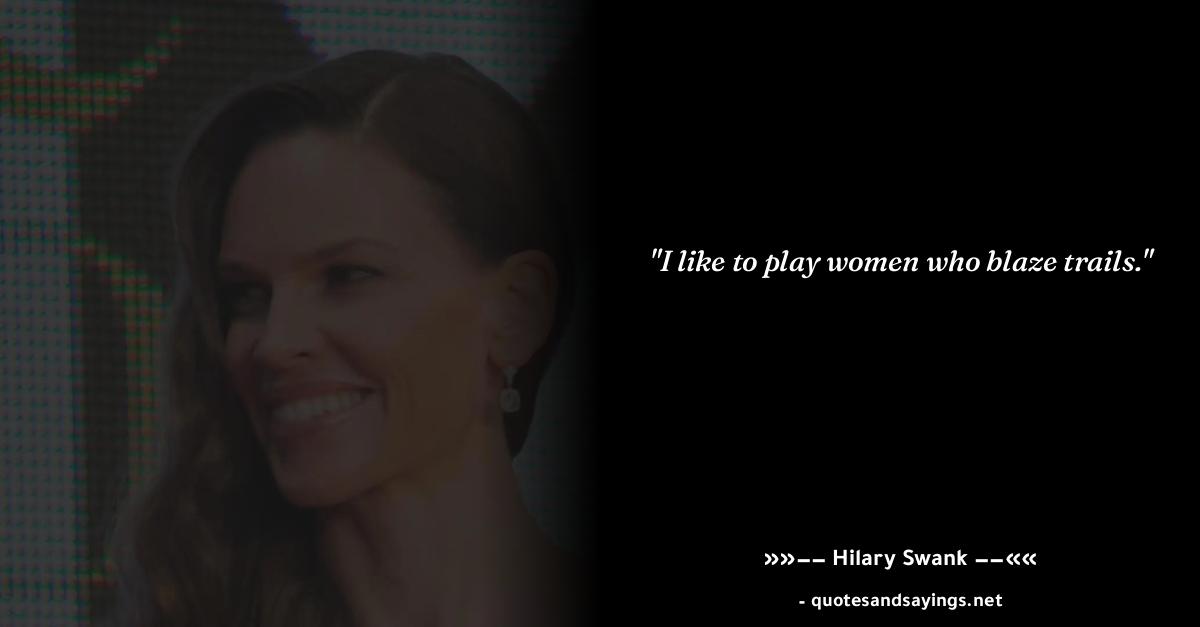 "I like to play women who blaze trails."
»»–– Hilary Swank ––««
- quotesandsayings.net